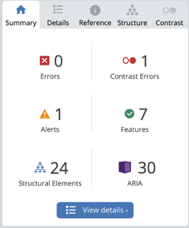 Summary Details Reference Structure Contrast
0 1
Errors Contrast Errors
1 7
Alerts Features
24 30
Structural Elements ARIA
View details ›